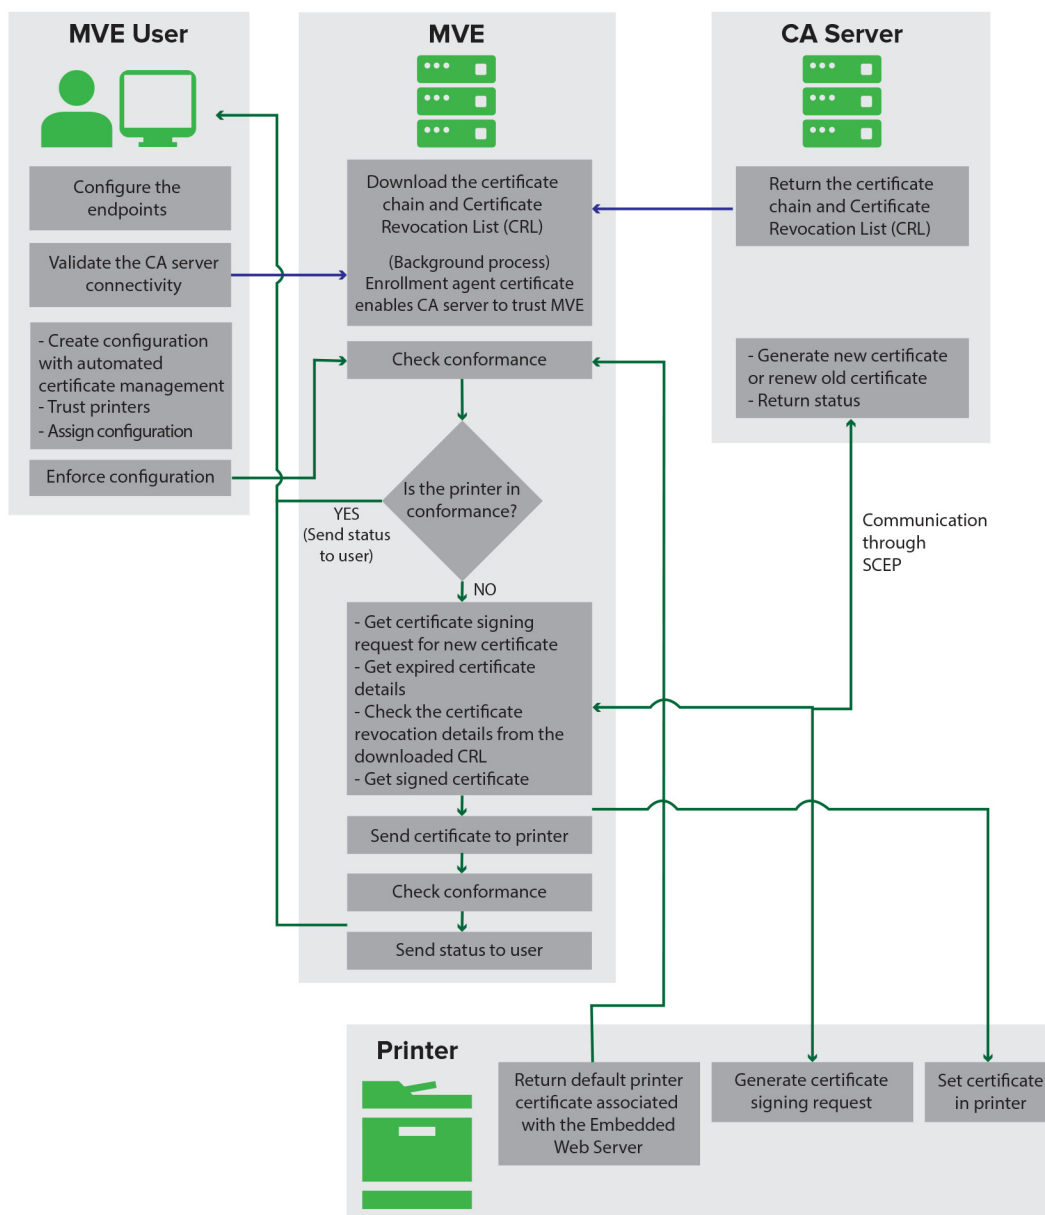 MVE User
Configure the
endpoints
Validate the CA server
connectivity
- Create configuration
with automated
certificate management
- Trust printers
- Assign configuration
Enforce configuration
MVE
Download the certificate
chain and Certificate
Revocation List (CRL)
(Background process)
Enrollment agent certificate
enables CA server to trust MVE
Check conformance
Is the printer in
conformance?
YES
(Send status
to user)
NO
- Get certificate signing
request for new certificate
- Get expired certificate
details
- Check the certificate
revocation details from the
downloaded CRL
- Get signed certificate
Send certificate to printer
Check conformance
Send status to user
CA Server
Return the certificate
chain and Certificate
Revocation List (CRL)
- Generate new certificate
or renew old certificate
- Return status
Communication
through
SCEP
Printer
Return default printer
certificate associated
with the Embedded
Web Server
Generate certificate
signing request
Set certificate
in printer